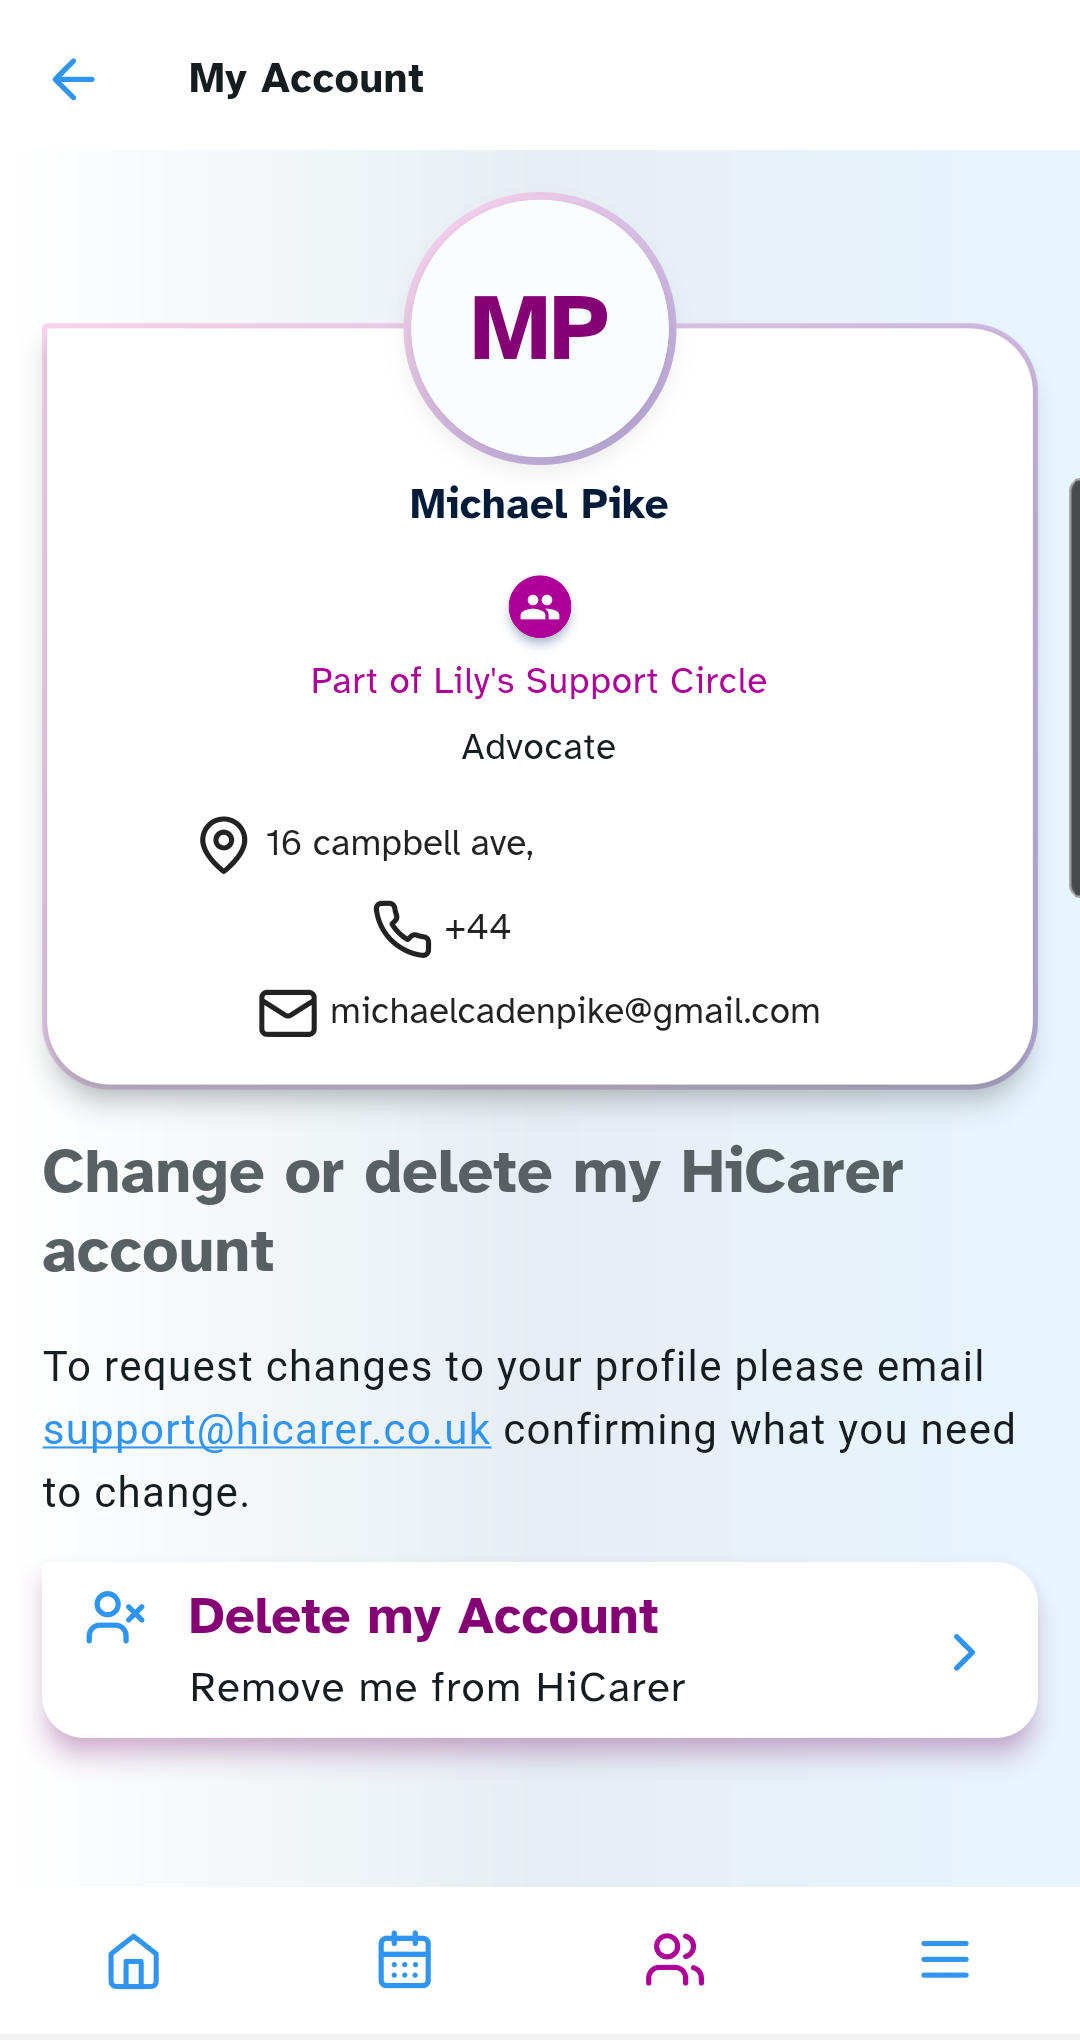 My Account
MP
Michael Pike
Part of Lily's Support Circle
Advocate
16 campbell ave,
+44
michaelcadenpike@gmail.com
Change or delete my HiCarer
account
To request changes to your profile please email
support@hicarer.co.uk confirming what you need
to change.
Delete my Account
Remove me from HiCarer